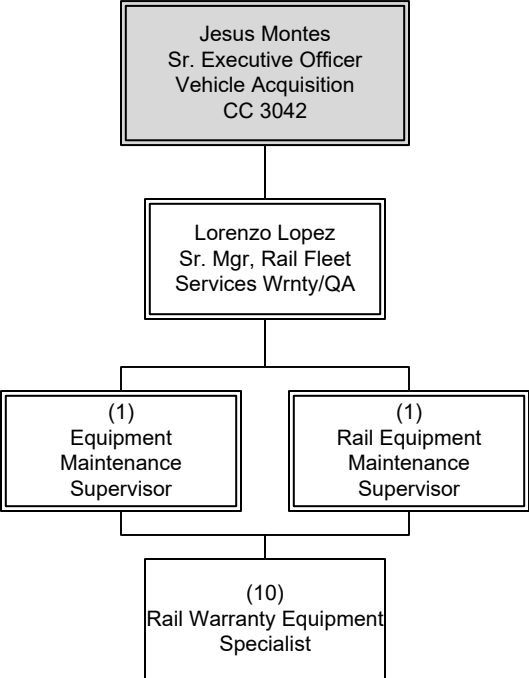 Jesus Montes
Sr. Executive Officer
Vehicle Acquisition
CC 3042
Lorenzo Lopez
Sr. Mgr, Rail Fleet
Services Wrnty/QA
(1)
Equipment
Maintenance
Supervisor
(1)
Rail Equipment
Maintenance
Supervisor
(10)
Rail Warranty Equipment
Specialist